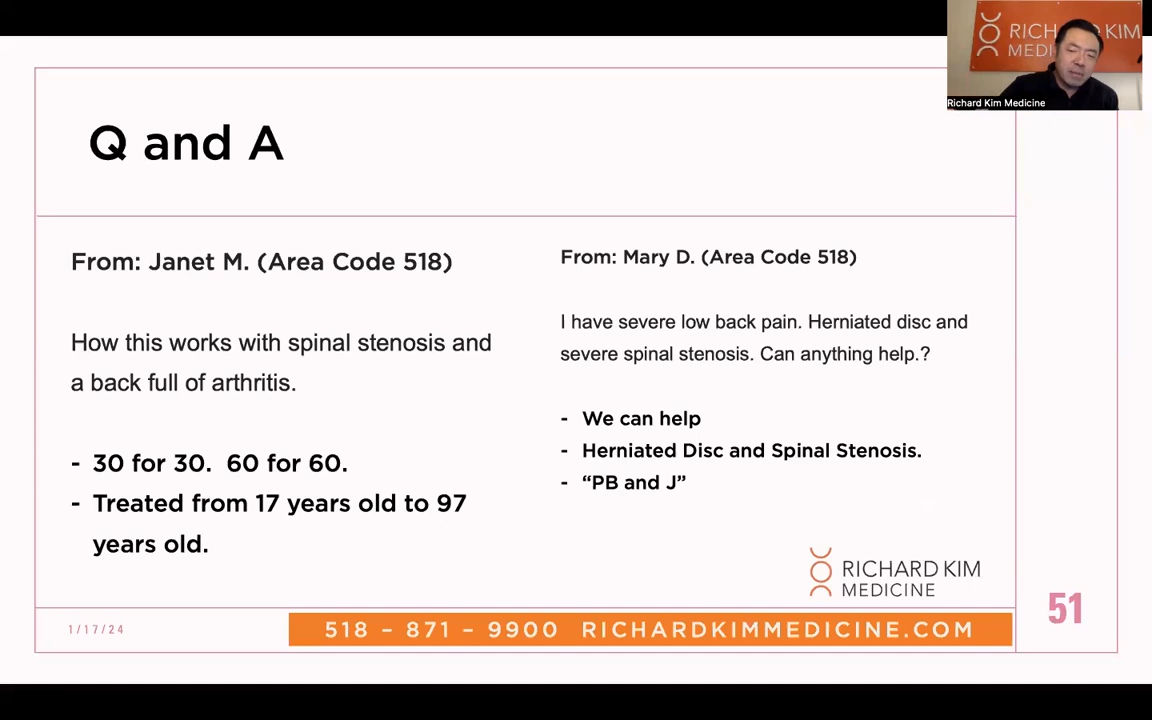 RICH KIM
MEDI
Richard Kim Medicine
Q and A
From: Janet M. (Area Code 518)
How this works with spinal stenosis and
a back full of arthritis.
- 30 for 30.  60 for 60.
- Treated from 17 years old to 97
years old.
From: Mary D. (Area Code 518)
I have severe low back pain. Herniated disc and
severe spinal stenosis. Can anything help.?
- We can help
- Herniated Disc and Spinal Stenosis.
- “PB and J”
RICHARD KIM
MEDICINE
51
1/17/24
518 – 871 – 9900 RICHARDKIMMEDICINE.COM